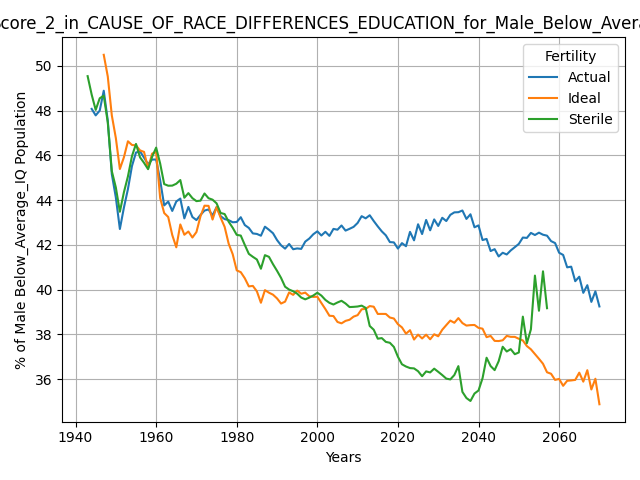 core_2_in_CAUSE_OF_RACE_DIFFERENCES_EDUCATION_for_Male_Below_Avera
Fertility
Actual
Ideal
Sterile
% of Male Below_Average_IQ Population
50
48
46
44
42
40
38
36
1940
1960
1980
2000
2020
2040
2060
Years